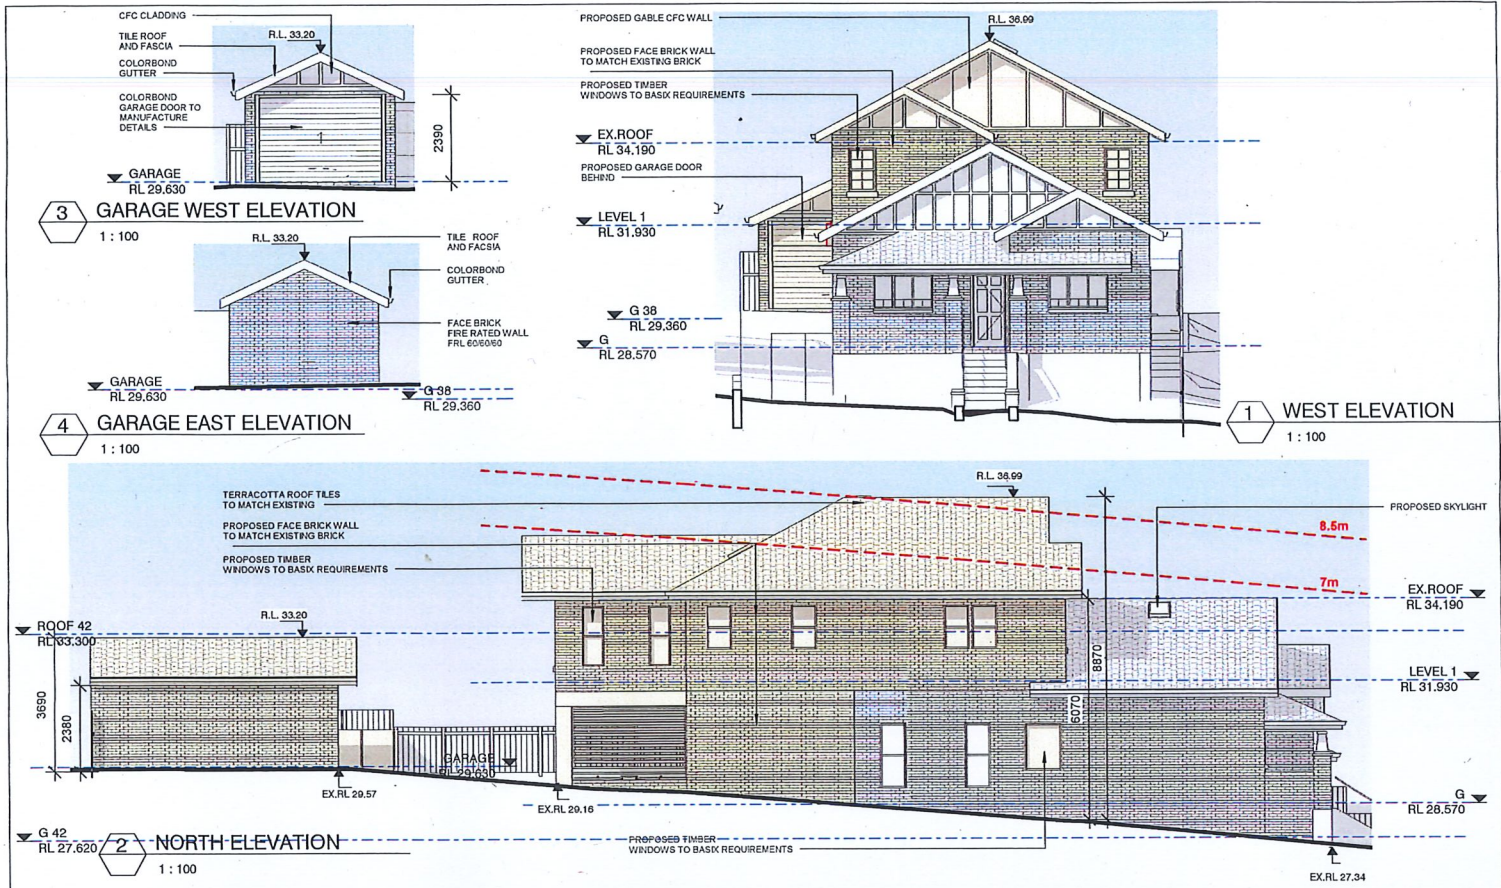 CFC CLADDING
TILE ROOF
AND FASCIA
R.L. 33.20
COLORBOND
GUTTER
COLORBOND
GARAGE DOOR TO
MANUFACTURE
DETAILS
1
2390
GARAGE
RL 29.630
3 GARAGE WEST ELEVATION
1 : 100
R.L. 33.20
TILE ROOF
AND FACSIA
COLORBOND
GUTTER
FACE BRICK
FIRE RATED WALL
FRL 60/60/60
GARAGE
RL 29.630
G 38
RL 29.360
4 GARAGE EAST ELEVATION
1 : 100
PROPOSED GABLE CFC WALL
R.L. 36.99
PROPOSED FACE BRICK WALL
TO MATCH EXISTING BRICK
PROPOSED TIMBER
WINDOWS TO BASIX REQUIREMENTS
EX.ROOF
RL 34.190
PROPOSED GARAGE DOOR
BEHIND
LEVEL 1
RL 31.930
G 38
RL 29.360
G
RL 28.570
1 WEST ELEVATION
1 : 100
TERRACOTTA ROOF TILES
TO MATCH EXISTING
PROPOSED FACE BRICK WALL
TO MATCH EXISTING BRICK
PROPOSED TIMBER
WINDOWS TO BASIX REQUIREMENTS
R.L. 36.99
PROPOSED SKYLIGHT
8.5m
7m
EX.ROOF
RL 34.190
R.L. 33.20
ROOF 42
RL 33.300
LEVEL 1
RL 31.930
8870
6070
3690
2380
GARAGE
RL 29.630
EX.RL 29.57
EX.RL 29.16
G
RL 28.570
G 42
RL 27.620
2 NORTH ELEVATION
1 : 100
PROPOSED TIMBER
WINDOWS TO BASIX REQUIREMENTS
EX.RL 27.34